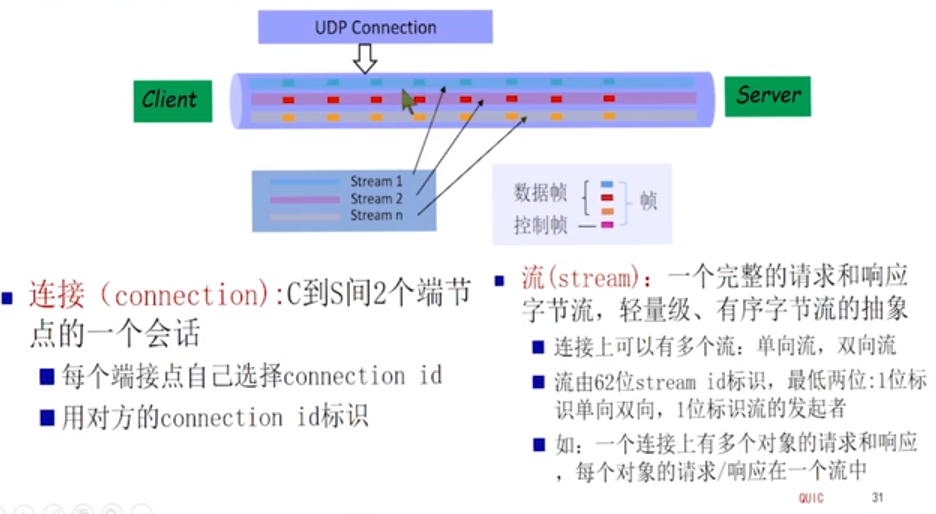 UDP Connection
Client
Server
Stream 1
Stream 2
Stream n
数据帧
控制帧
帧
连接（connection):C到S间2个端节
点的一个会话
每个端接点自己选择connection id
用对方的connection id标识
流(stream)：一个完整的请求和响应
字节流，轻量级、有序字节流的抽象
连接上可以有多个流：单向流，双向流
流由62位stream id标识，最低两位:1位标
识单向双向，1位标识流的发起者
如：一个连接上有多个对象的请求和响应
，每个对象的请求/响应在一个流中
QUIC
31